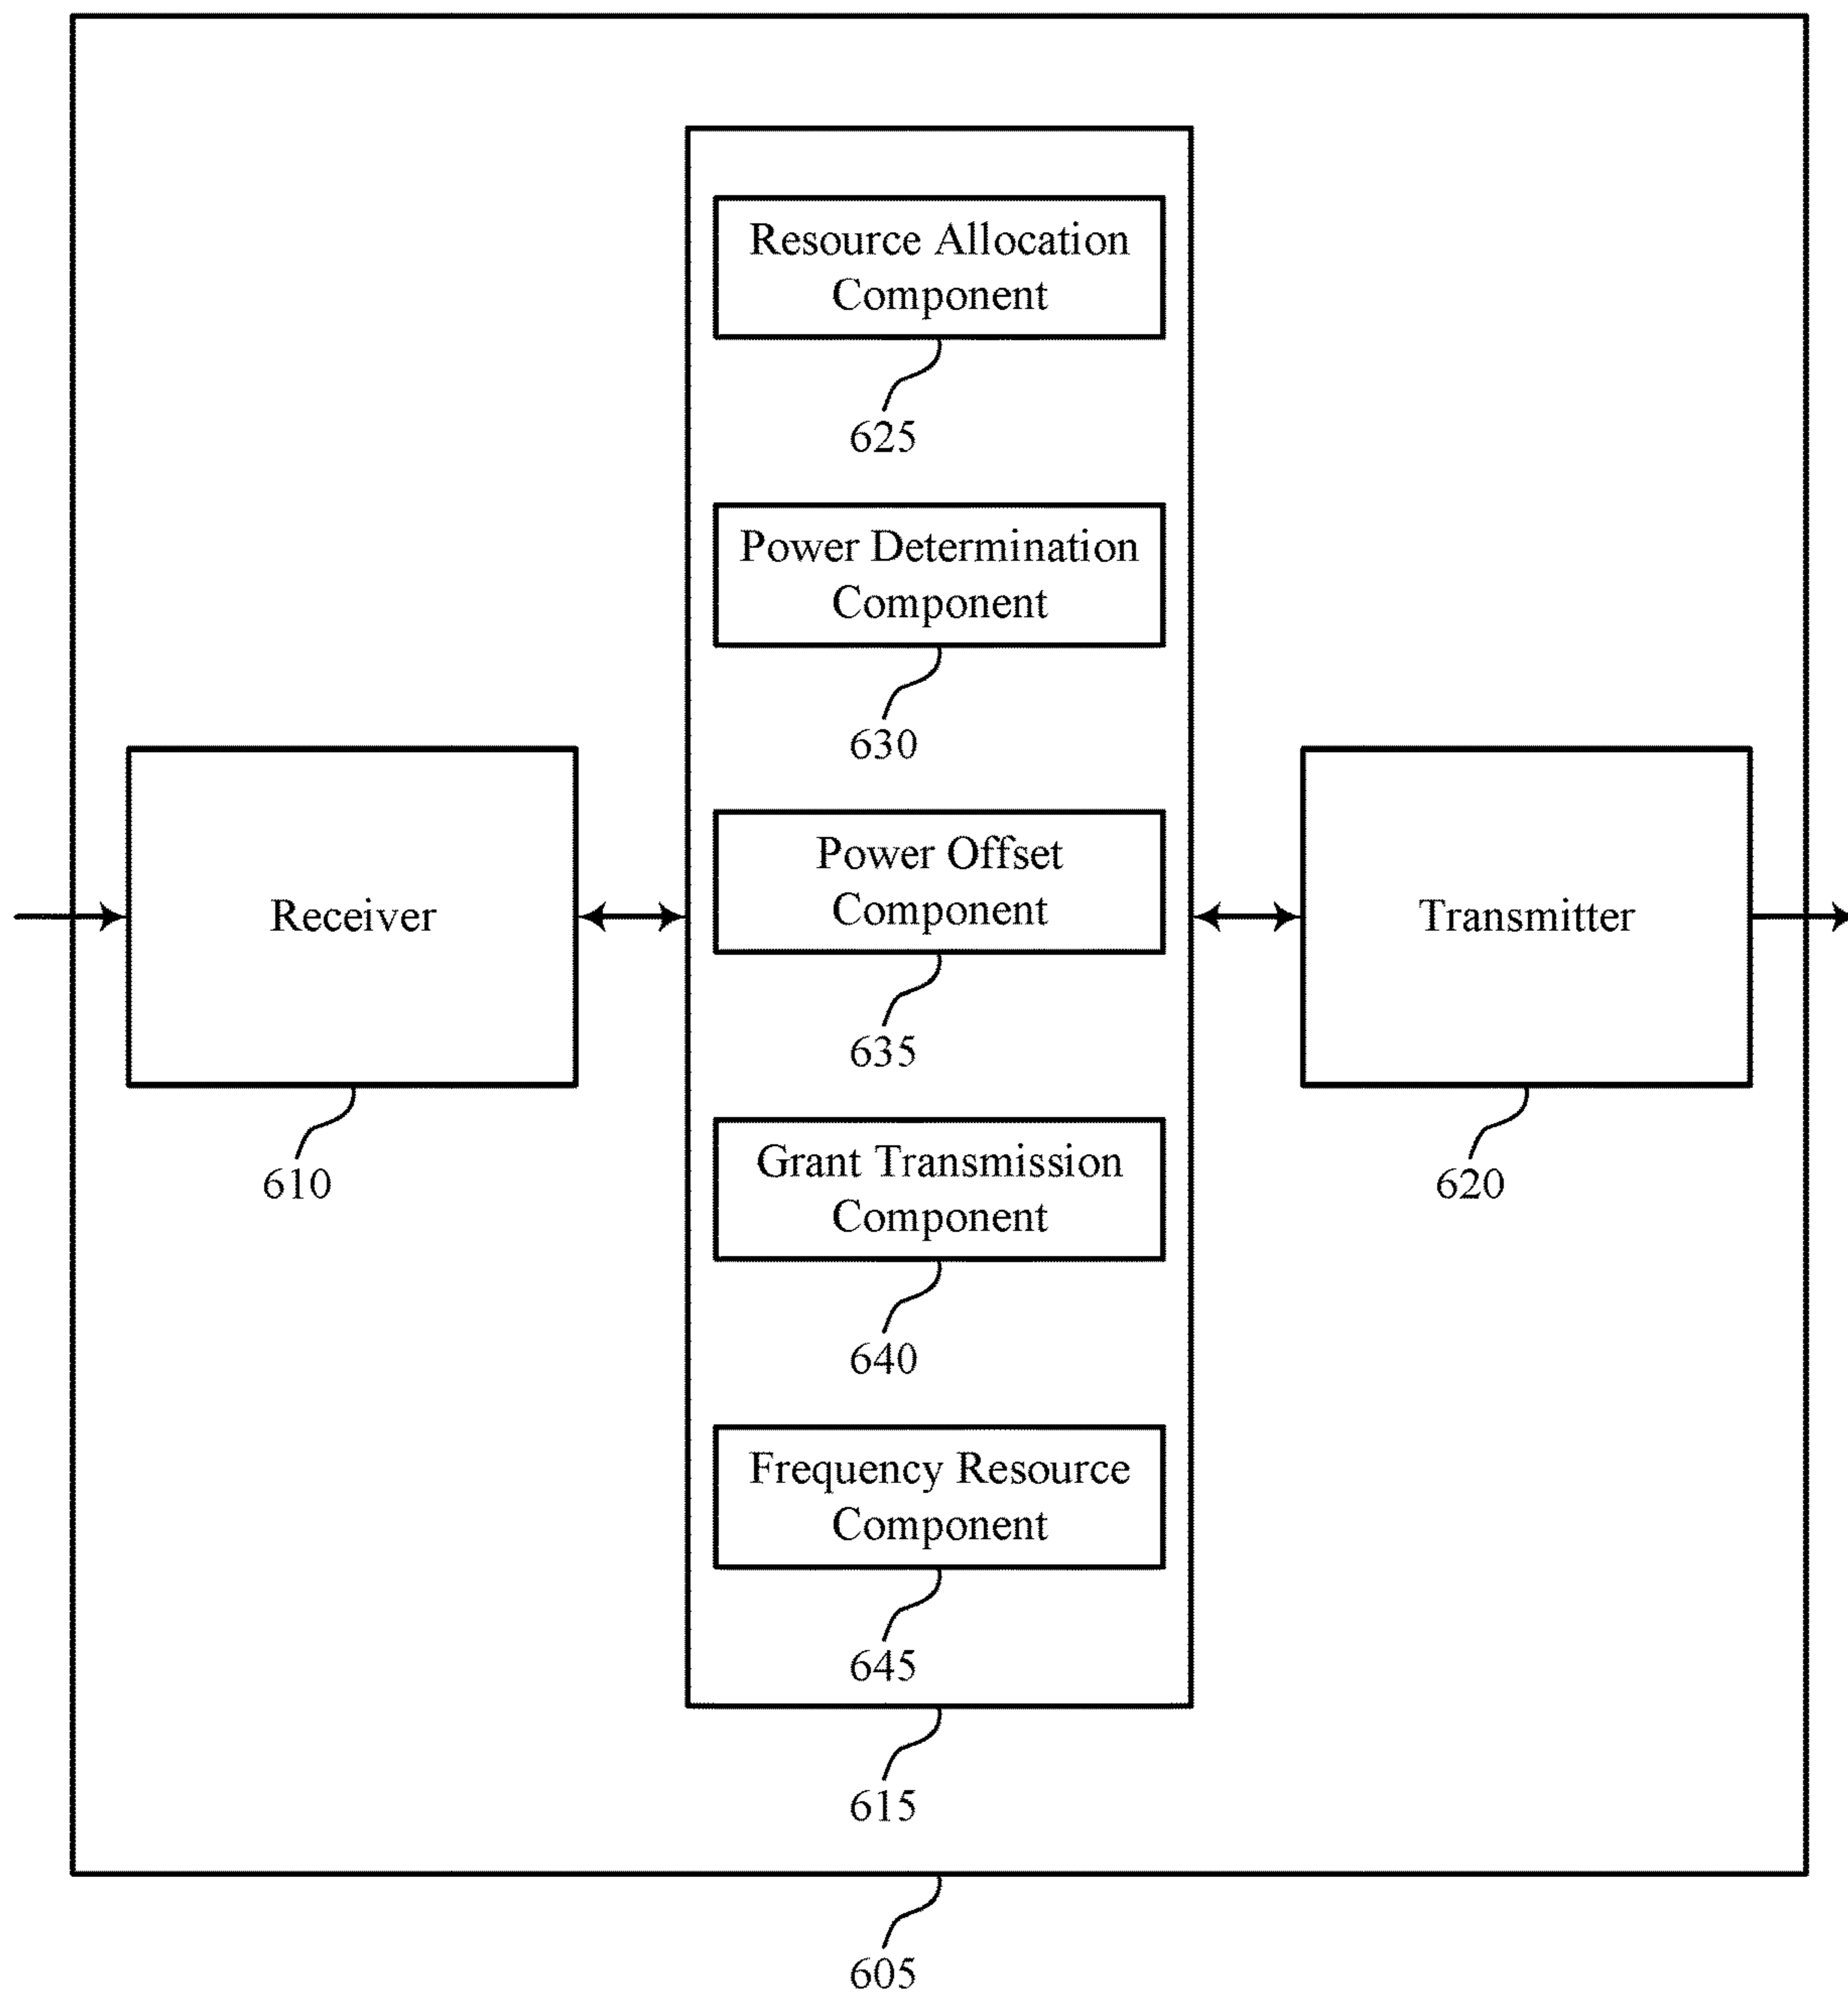 Resource Allocation
Component
625
Power Determination
Component
630
Receiver
610
Power Offset
Component
635
Transmitter
620
Grant Transmission
Component
640
Frequency Resource
Component
645
615
605